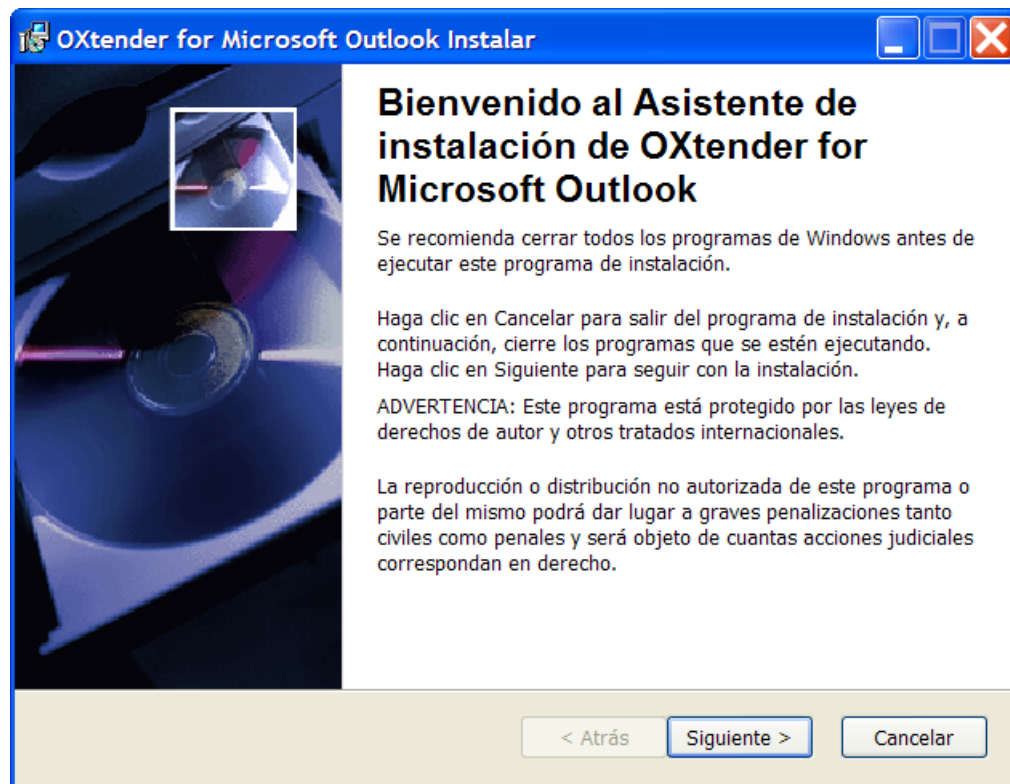 OXtender for Microsoft Outlook Instalar
Bienvenido al Asistente de
instalación de OXtender for
Microsoft Outlook
Se recomienda cerrar todos los programas de Windows antes de
ejecutar este programa de instalación.
Haga clic en Cancelar para salir del programa de instalación y, a
continuación, cierre los programas que se estén ejecutando.
Haga clic en Siguiente para seguir con la instalación.
ADVERTENCIA: Este programa está protegido por las leyes de
derechos de autor y otros tratados internacionales.
La reproducción o distribución no autorizada de este programa o
parte del mismo podrá dar lugar a graves penalizaciones tanto
civiles como penales y será objeto de cuantas acciones judiciales
correspondan en derecho.
< Atrás Siguiente > Cancelar